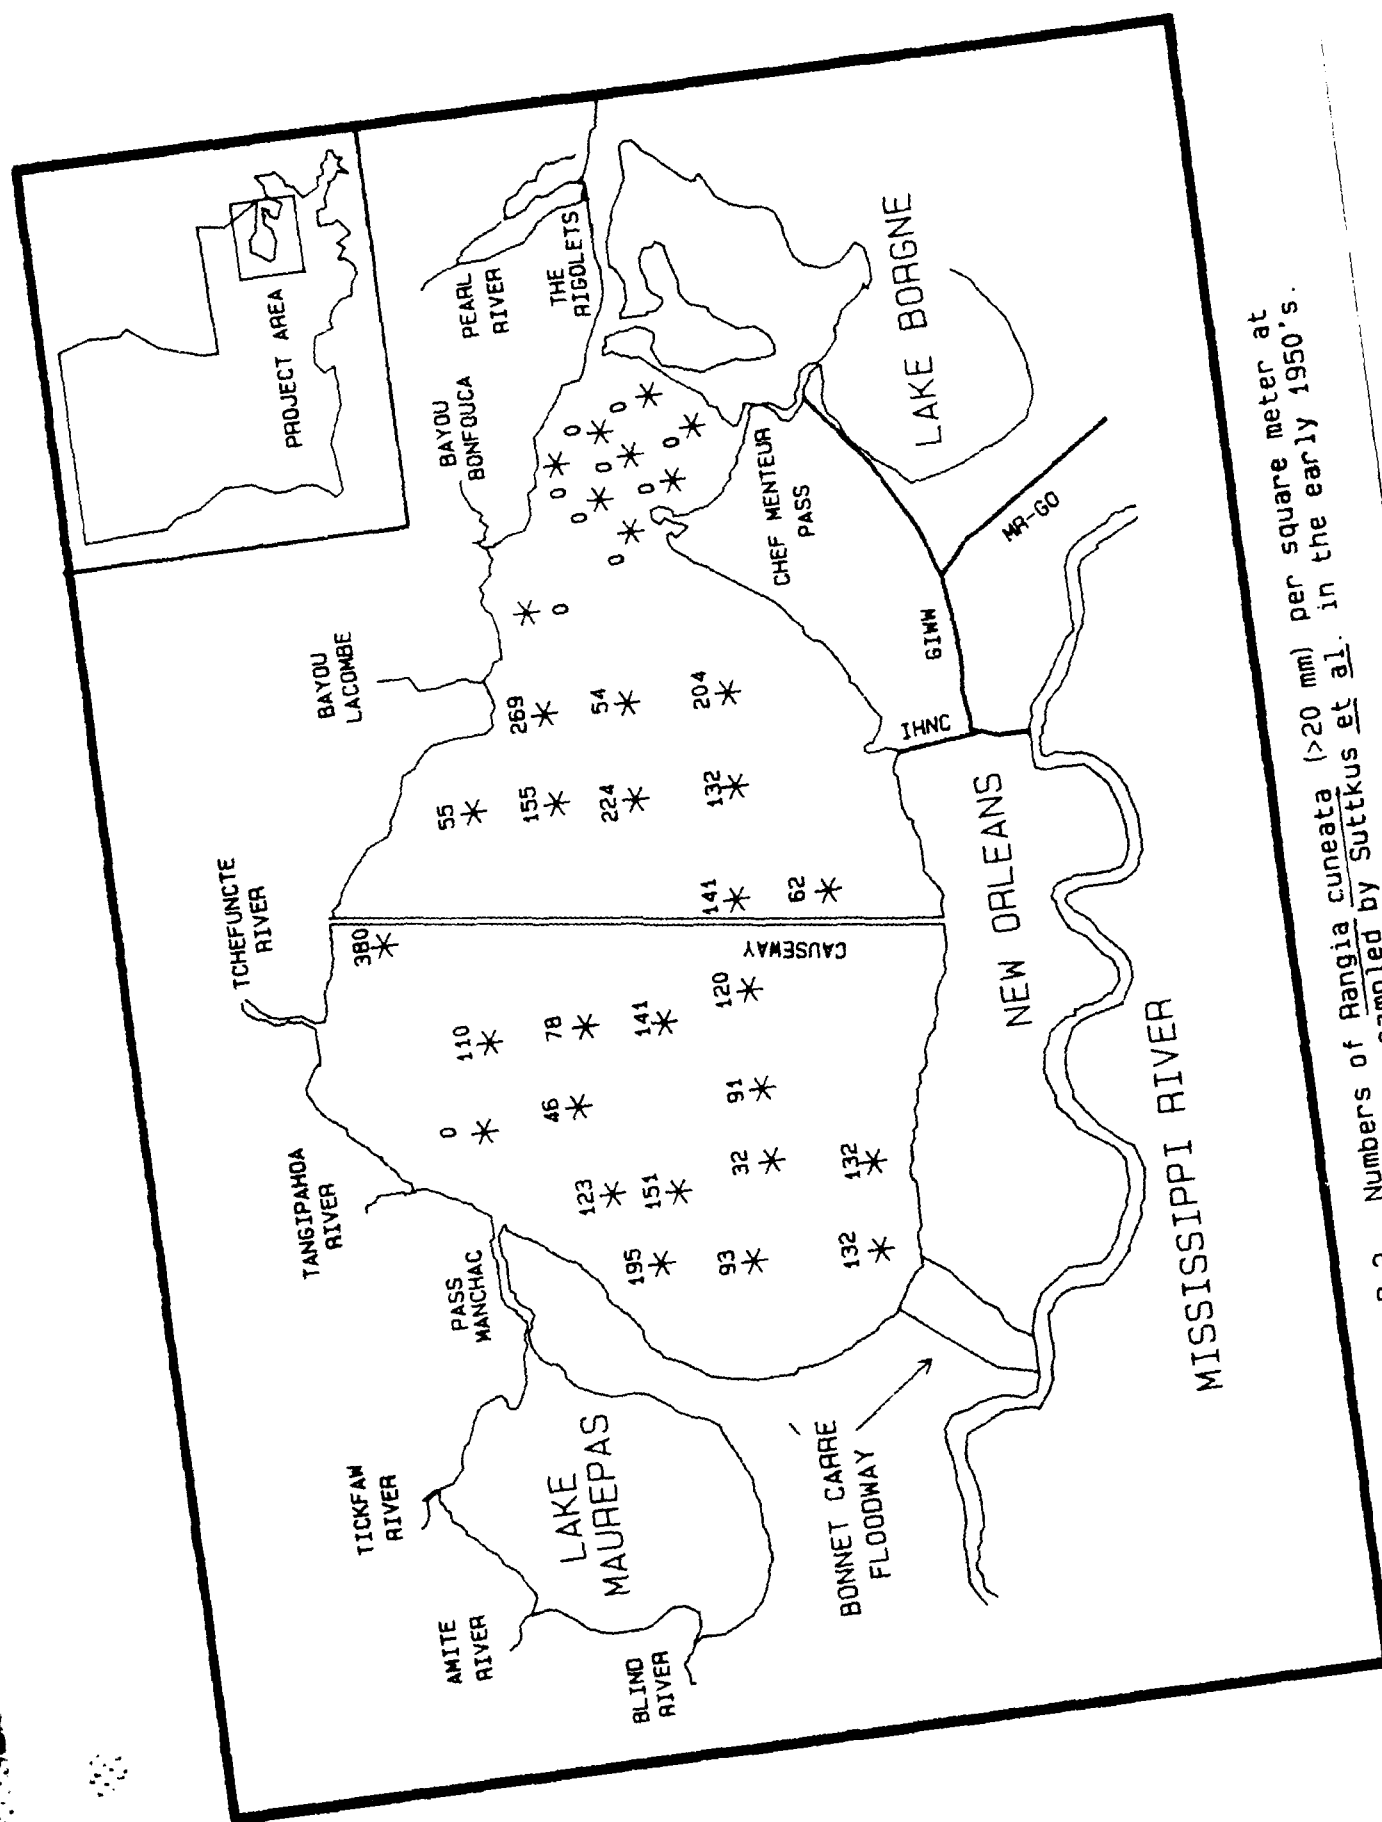 PROJECT AREA
PEARL
RIVER
THE
RIGOLETS
BAYOU
BONFOUCA
BAYOU
LACOMBE
TCHEFUNCTE
RIVER
TANGIPAHOA
RIVER
PASS
MANCHAC
TICKFAW
RIVER
AMITE
RIVER
BLIND
RIVER
LAKE
MAUREPAS
BONNET CARRE
FLOODWAY
CAUSEWAY
NEW ORLEANS
MISSISSIPPI RIVER
IHNC
GIWW
MR-GO
CHEF MENTEUR
PASS
LAKE BORGNE
380
110
0
78
46
141
120
91
123
151
32
132
195
93
132
55
155
224
132
141
62
269
54
204
0
0
0
0
0
0
0
0
0
0
Numbers of Rangia cuneata (>20 mm) per square meter at
sampled by Suttkus et al. in the early 1950's.